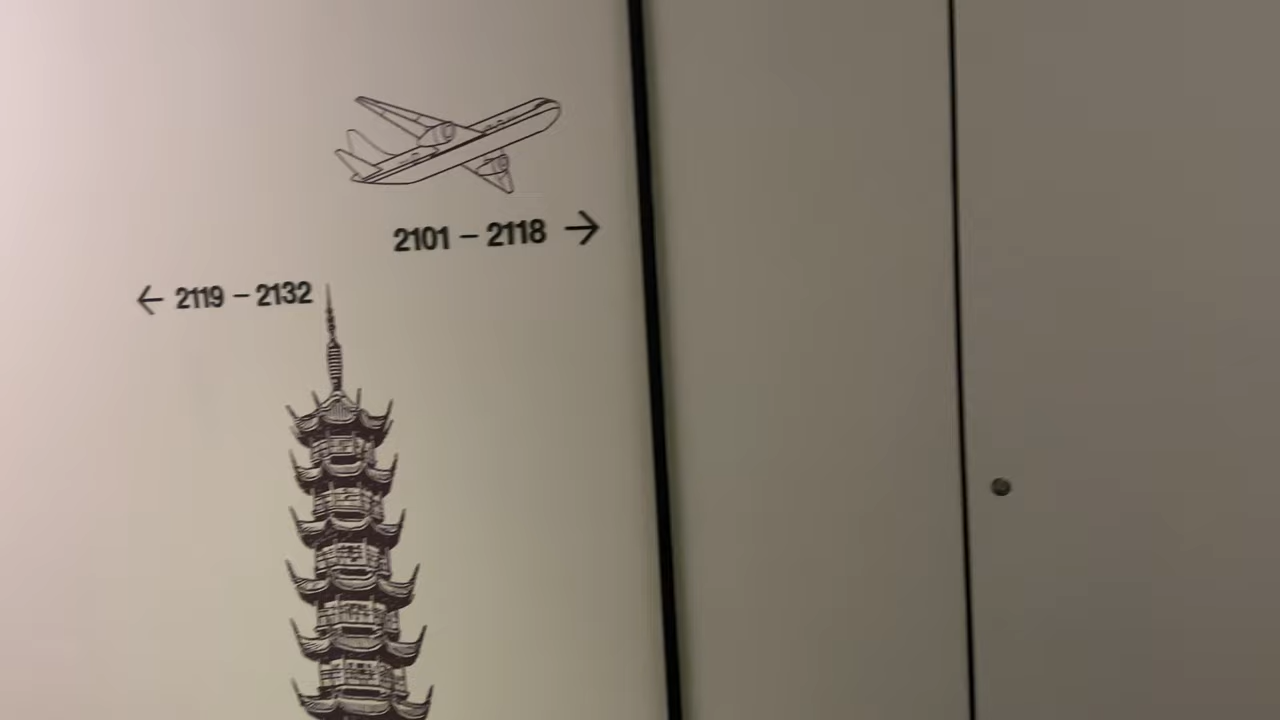 2101 – 2118 →
← 2119 – 2132